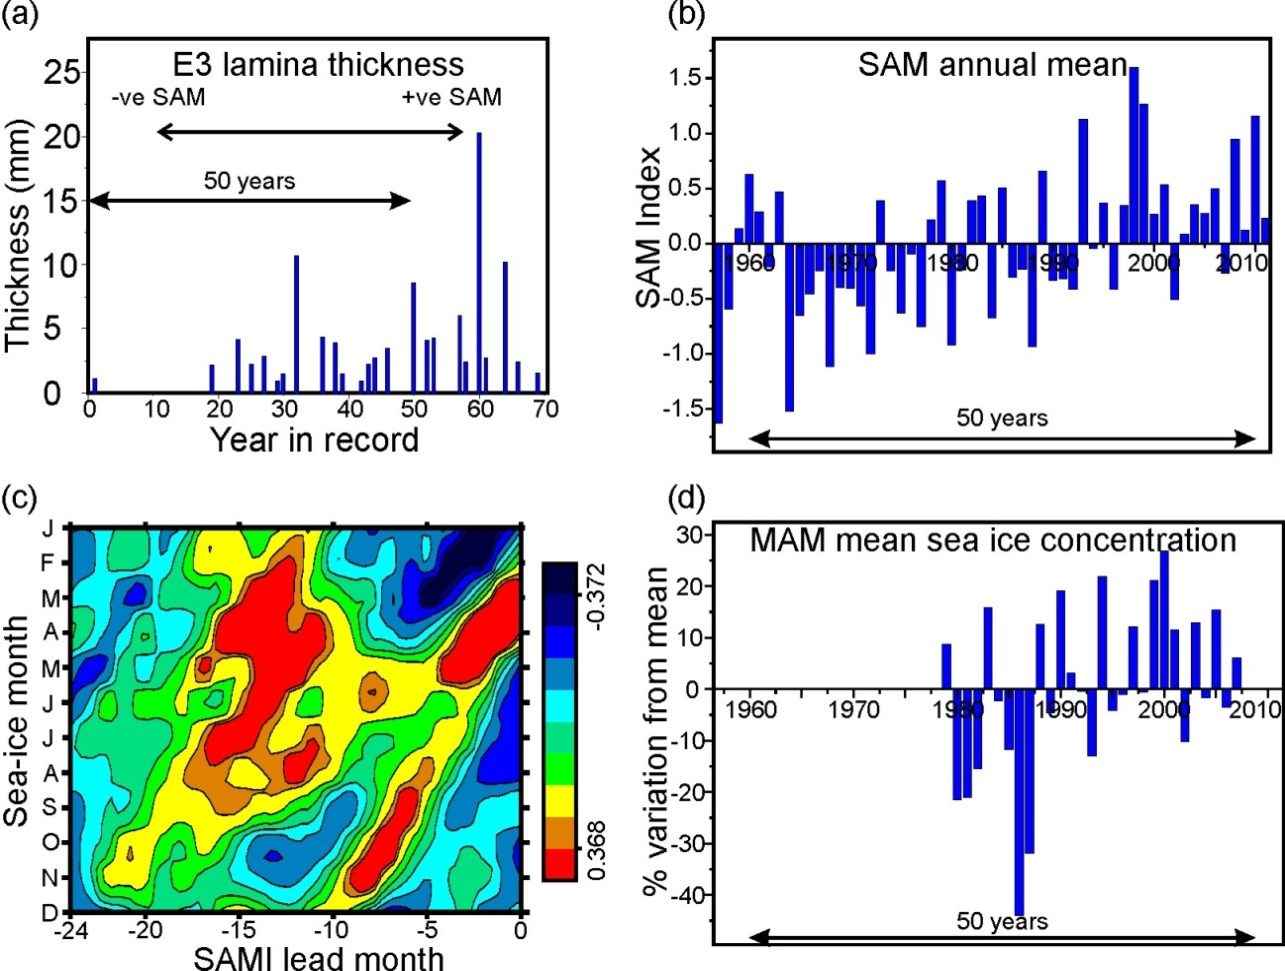 (a)
E3 lamina thickness
-ve SAM
+ve SAM
50 years
Thickness (mm)
25
20
15
10
5
0
0 10 20 30 40 50 60 70
Year in record
(b)
SAM annual mean
SAM Index
1.5
1.0
0.5
0.0
-0.5
-1.0
-1.5
1960 1970 1980 1990 2000 2010
50 years
(c)
Sea-ice month
J
F
M
A
M
J
J
A
S
O
N
D
-24 -20 -15 -10 -5 0
SAMI lead month
-0.372
0.368
(d)
MAM mean sea ice concentration
% variation from mean
30
20
10
0
-10
-20
-30
-40
1960 1970 1980 1990 2000 2010
50 years